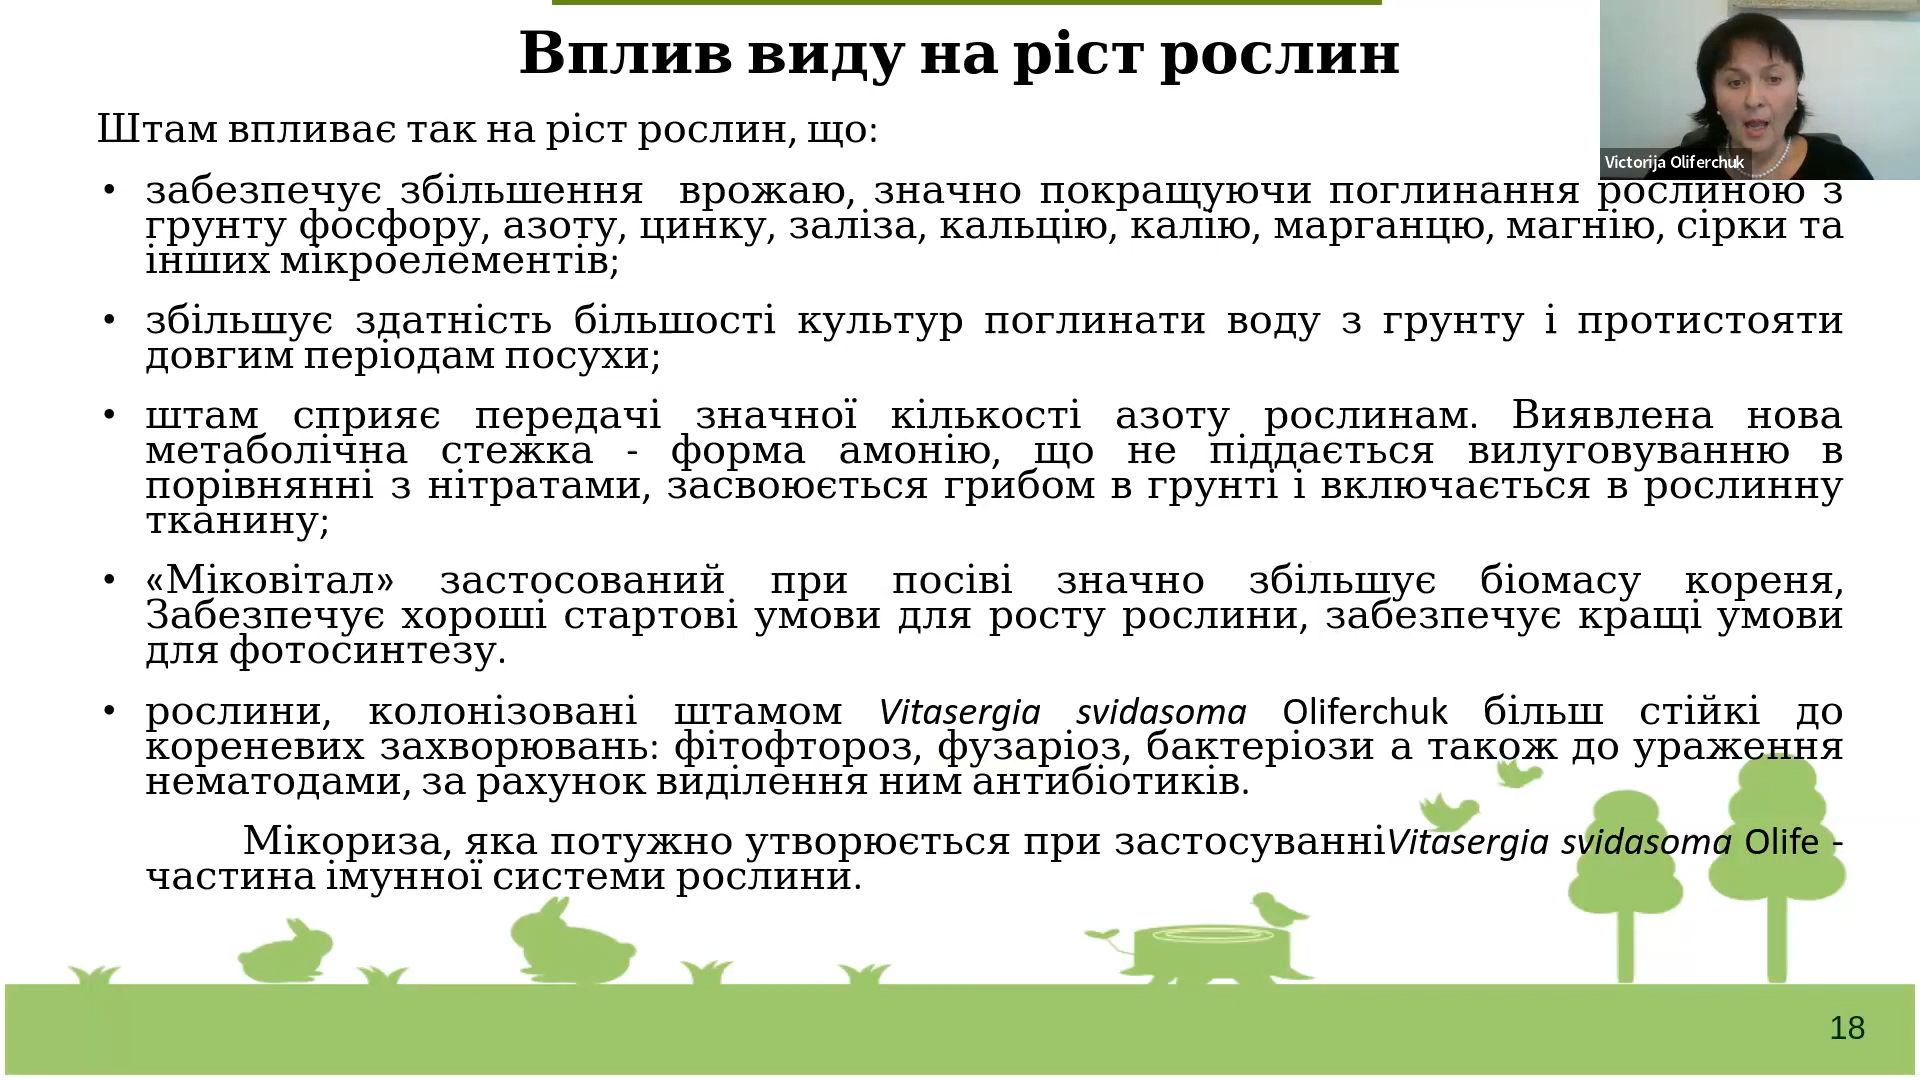 Вплив виду на ріст рослин
Victorija Oliferchuk
Штам впливає так на ріст рослин, що:
• забезпечує збільшення врожаю, значно покращуючи поглинання рослиною з
грунту фосфору, азоту, цинку, заліза, кальцію, калію, марганцю, магнію, сірки та
інших мікроелементів;
• збільшує здатність більшості культур поглинати воду з грунту і протистояти
довгим періодам посухи;
• штам сприяє передачі значної кількості азоту рослинам. Виявлена нова
метаболічна стежка - форма амонію, що не піддається вилуговуванню в
порівнянні з нітратами, засвоюється грибом в грунті і включається в рослинну
тканину;
• «Міковітал» застосований при посіві значно збільшує біомасу кореня,
Забезпечує хороші стартові умови для росту рослини, забезпечує кращі умови
для фотосинтезу.
• рослини, колонізовані штамом Vitasergia svidasoma Oliferchuk більш стійкі до
кореневих захворювань: фітофтороз, фузаріоз, бактеріози а також до ураження
нематодами, за рахунок виділення ним антибіотиків.
Мікориза, яка потужно утворюється при застосуванніVitasergia svidasoma Olife -
частина імунної системи рослини.
18